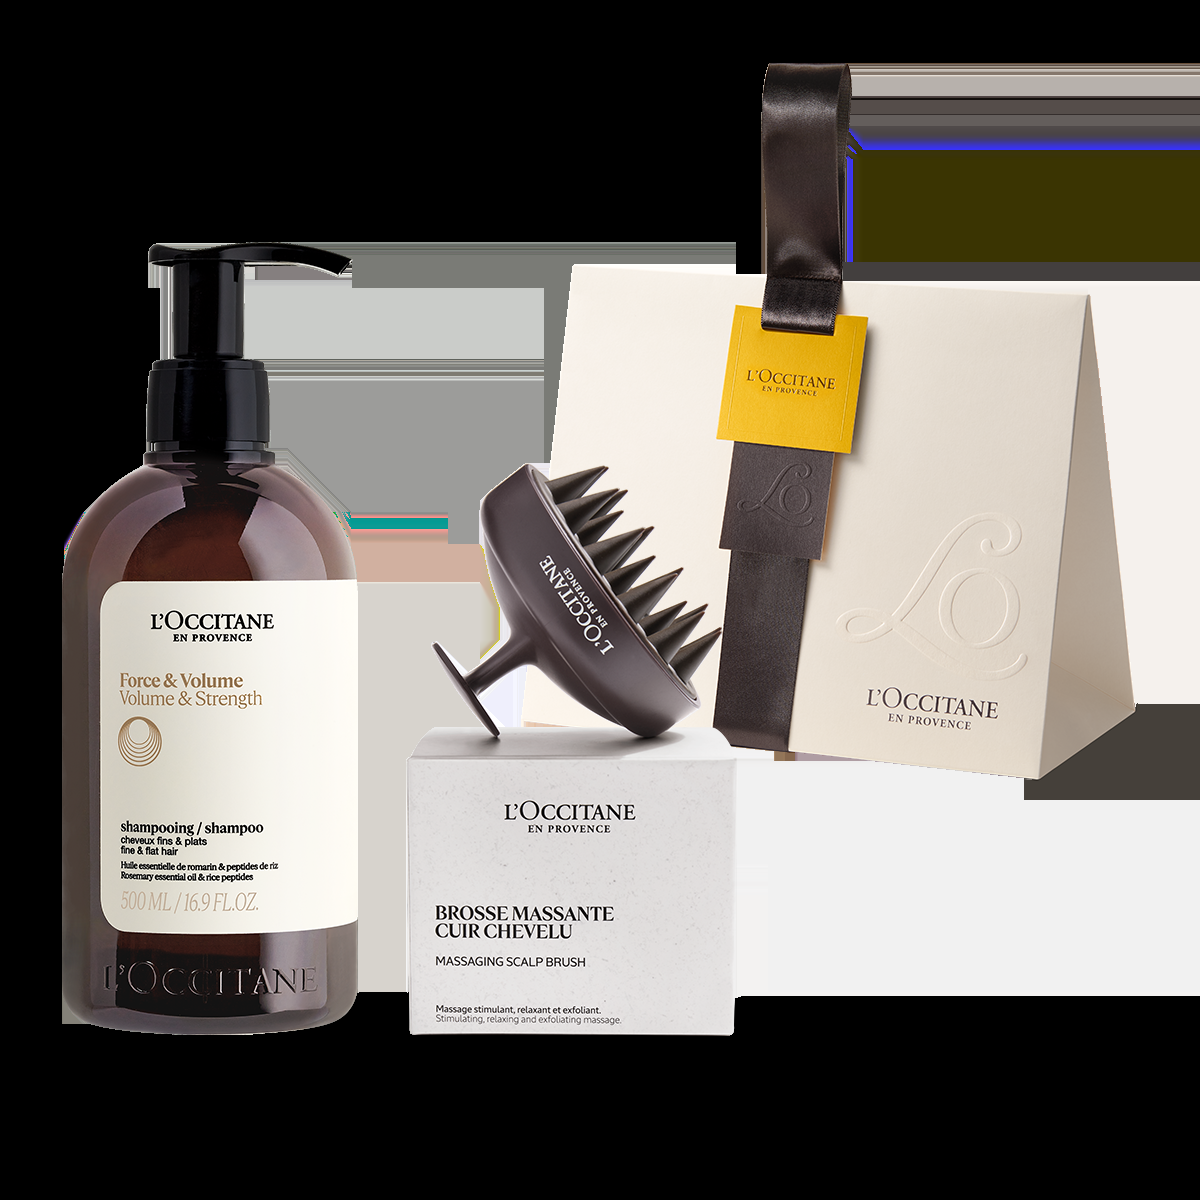 L'OCCITANE
EN PROVENCE
Force & Volume
Volume & Strength
shampooing / shampoo
cheveux fins & plats
fine & flat hair
Huile essentielle de romarin & peptides de riz
Rosemary essential oil & rice peptides
500 ML / 16.9 FL.OZ.
L'OCCITANE
L'OCCITANE
EN PROVENCE
L'OCCITANE
EN PROVENCE
BROSSE MASSANTE
CUIR CHEVELU
MASSAGING SCALP BRUSH
Massage stimulant, relaxant et exfoliant.
Stimulating, relaxing and exfoliating massage.
L'OCCITANE
EN PROVENCE
LO
LO
L'OCCITANE
EN PROVENCE